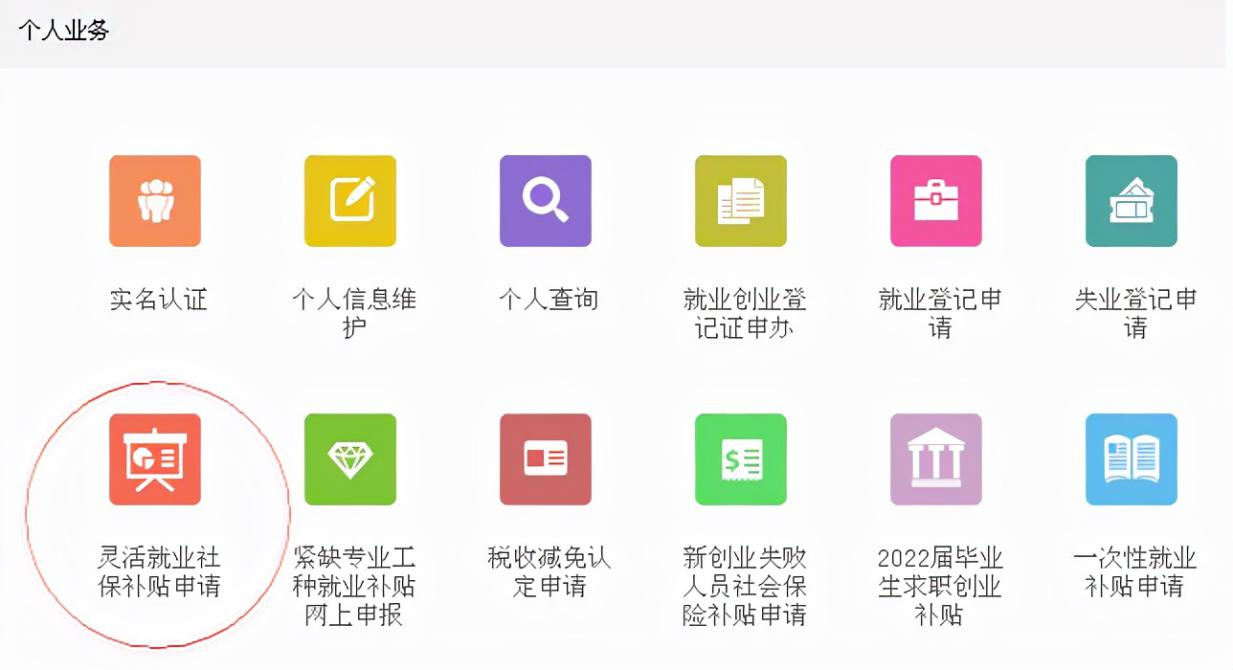 个人业务
实名认证
个人信息维
护
个人查询
就业创业登
记证申办
就业登记申
请
失业登记申
请
灵活就业社
保补贴申请
紧缺专业工
种就业补贴
网上申报
税收减免认
定申请
新创业失败
人员社会保
险补贴申请
2022届毕业
生求职创业
补贴
一次性就业
补贴申请